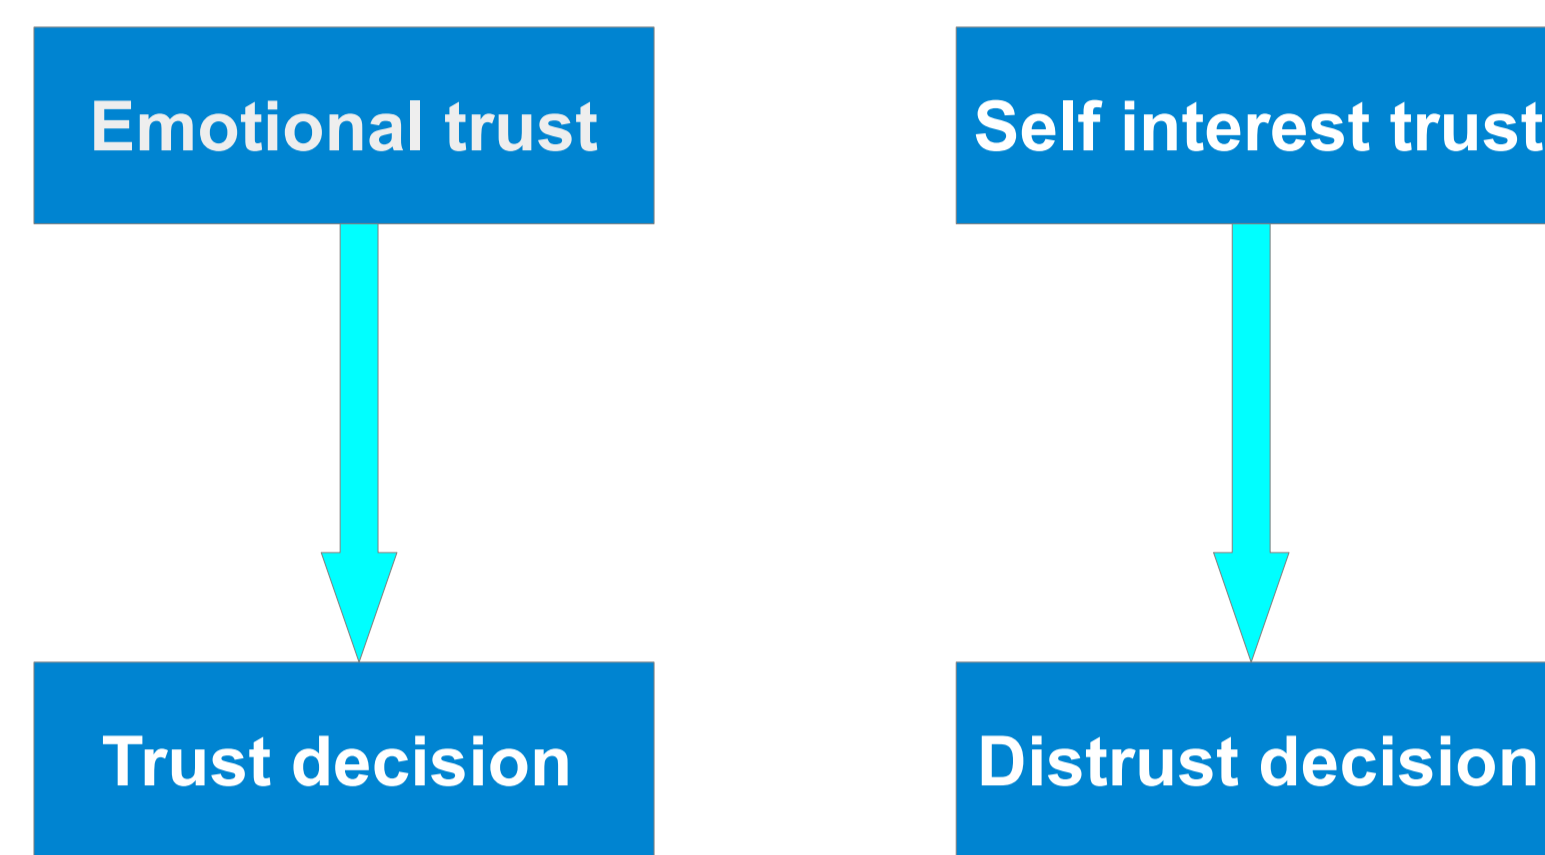 Emotional trust
Self interest trust
Trust decision
Distrust decision